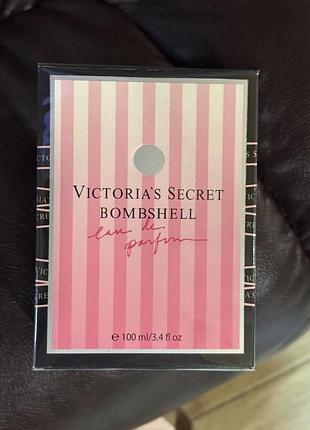 VICTORIA'S SECRET
BOMBSHELL
eau de
parfum
℮ 100 ml/3.4 fl oz